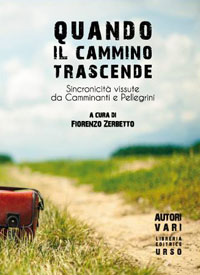 QUANDO
IL CAMMINO
TRASCENDE
Sincronicità vissute
da Camminanti e Pellegrini
A CURA DI
FIORENZO ZERBETTO
AUTORI
VARI
LIBRERIA
EDITRICE
URSO